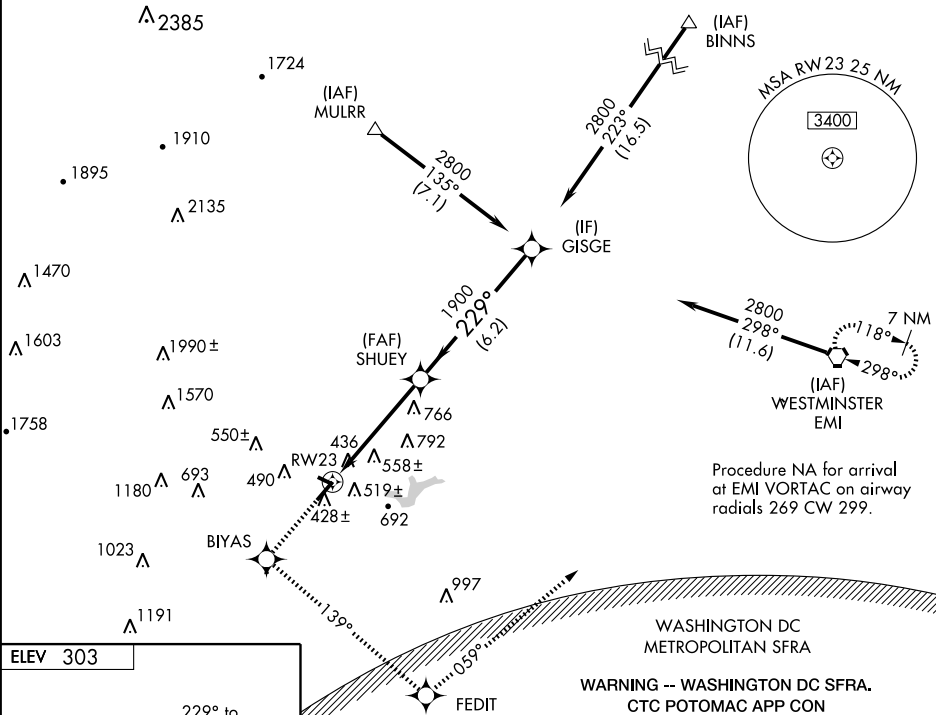 2385
(IAF)
BINNS
1724
MSA RW23 25 NM
3400
(IAF)
MULRR
2800
223°
(16.5)
1910
2800
135°
(7.1)
1895
2135
(IF)
GISGE
1470
1900
229°
(6.2)
2800
298°
(11.6)
118°
7 NM
298°
1603
1990±
(FAF)
SHUEY
(IAF)
WESTMINSTER
EMI
1570
766
1758
550±
436
792
RW23
558±
490
1180
693
519±
428±
692
Procedure NA for arrival
at EMI VORTAC on airway
radials 269 CW 299.
BIYAS
1023
997
139°
1191
059°
WASHINGTON DC
METROPOLITAN SFRA
ELEV 303
WARNING -- WASHINGTON DC SFRA.
CTC POTOMAC APP CON
FEDIT
229° to